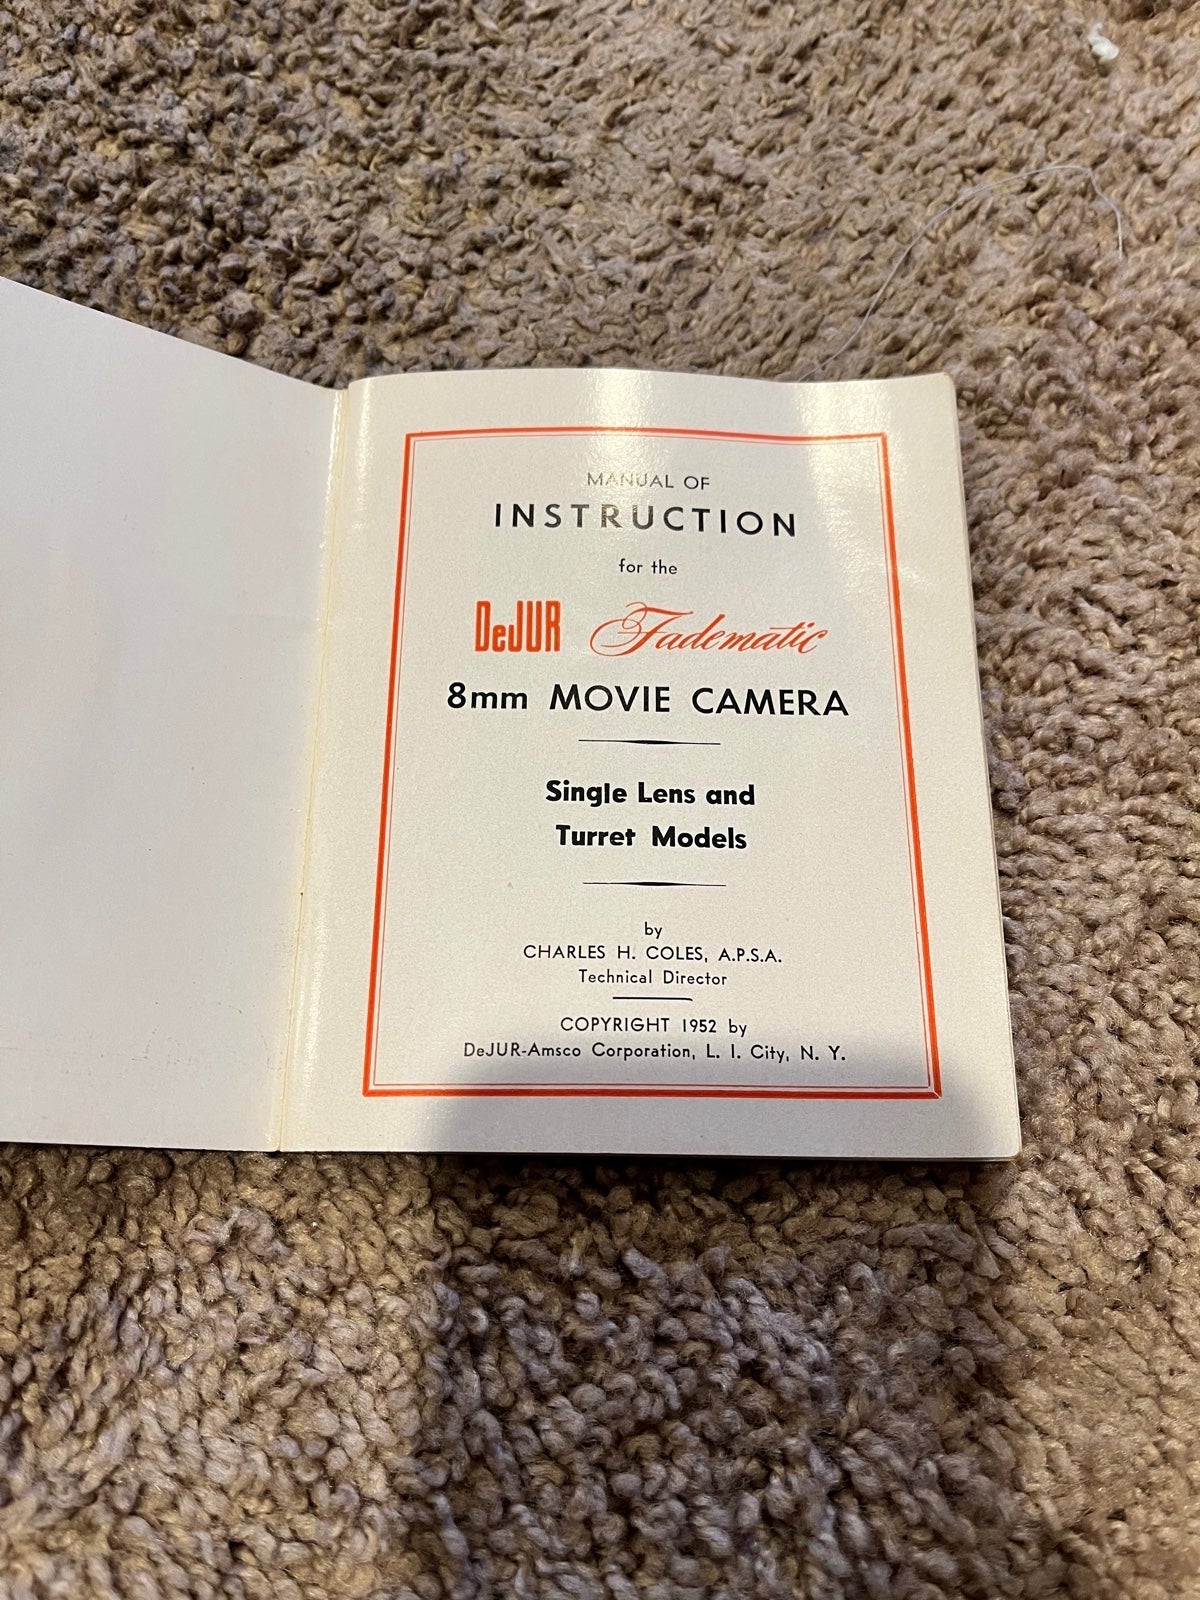 MANUAL OF
INSTRUCTION
for the
DeJUR Fadematic
8mm MOVIE CAMERA
Single Lens and
Turret Models
by
CHARLES H. COLES, A.P.S.A.
Technical Director
COPYRIGHT 1952 by
DeJUR-Amsco Corporation, L. I. City, N. Y.